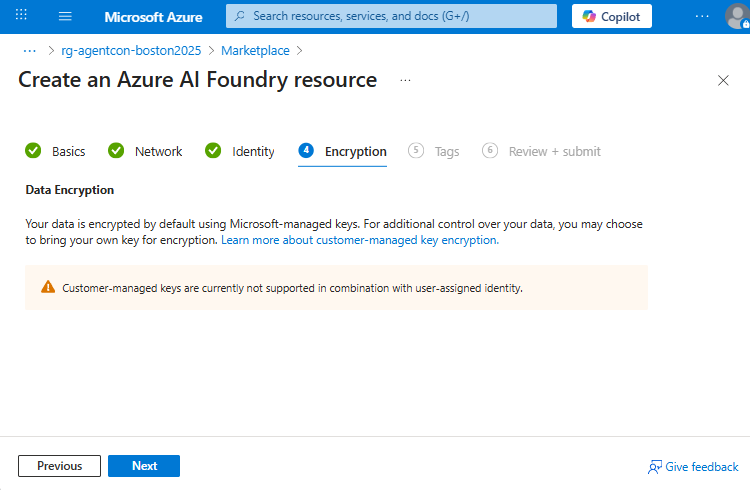 Microsoft Azure
Search resources, services, and docs (G+/)
Copilot
...
... > rg-agentcon-boston2025 > Marketplace >
Create an Azure AI Foundry resource ...
Basics
Network
Identity
4 Encryption
5 Tags
6 Review + submit
Data Encryption
Your data is encrypted by default using Microsoft-managed keys. For additional control over your data, you may choose
to bring your own key for encryption. Learn more about customer-managed key encryption.
Customer-managed keys are currently not supported in combination with user-assigned identity.
Previous
Next
Give feedback